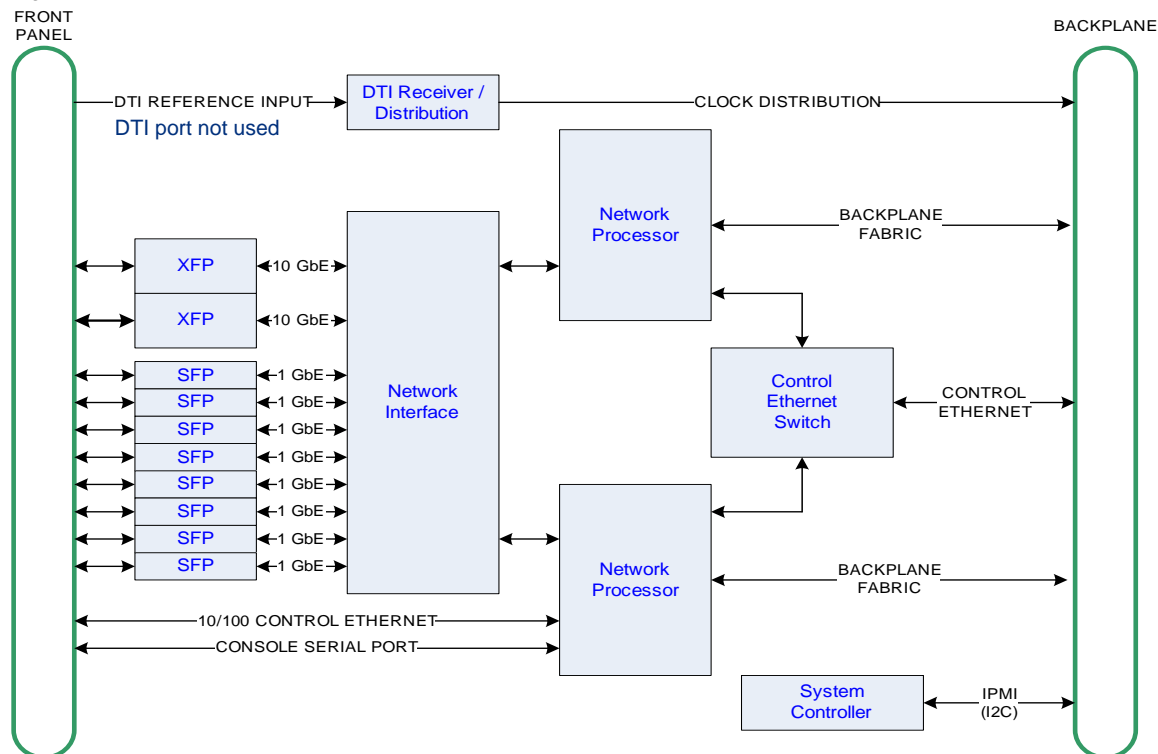 FRONT
PANEL
BACKPLANE
DTI REFERENCE INPUT
DTI port not used
DTI Receiver /
Distribution
CLOCK DISTRIBUTION
Network
Processor
BACKPLANE
FABRIC
XFP
10 GbE
XFP
10 GbE
SFP
1 GbE
SFP
1 GbE
SFP
1 GbE
SFP
1 GbE
SFP
1 GbE
SFP
1 GbE
SFP
1 GbE
SFP
1 GbE
Network
Interface
Control
Ethernet
Switch
CONTROL
ETHERNET
Network
Processor
BACKPLANE
FABRIC
10/100 CONTROL ETHERNET
CONSOLE SERIAL PORT
System
Controller
IPMI
(I2C)